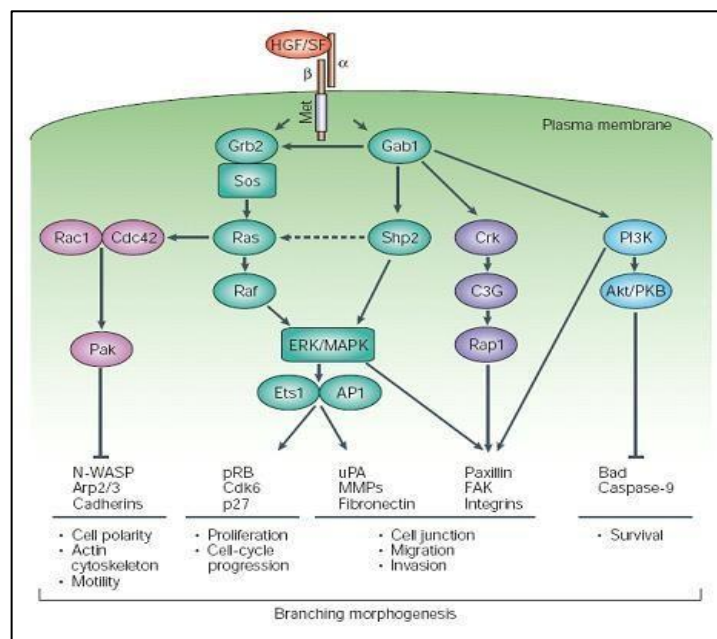 HGF/SF
β
α
Met
Plasma membrane
Grb2
Gab1
Sos
Rac1
Cdc42
Ras
Shp2
Crk
PI3K
Raf
C3G
Akt/PKB
Pak
ERK/MAPK
Rap1
Ets1
AP1
N-WASP
Arp2/3
Cadherins
pRB
Cdk6
p27
uPA
MMPs
Fibronectin
Paxillin
FAK
Integrins
Bad
Caspase-9
• Cell polarity
• Actin
cytoskeleton
• Motility
• Proliferation
• Cell-cycle
progression
• Cell junction
• Migration
• Invasion
• Survival
Branching morphogenesis